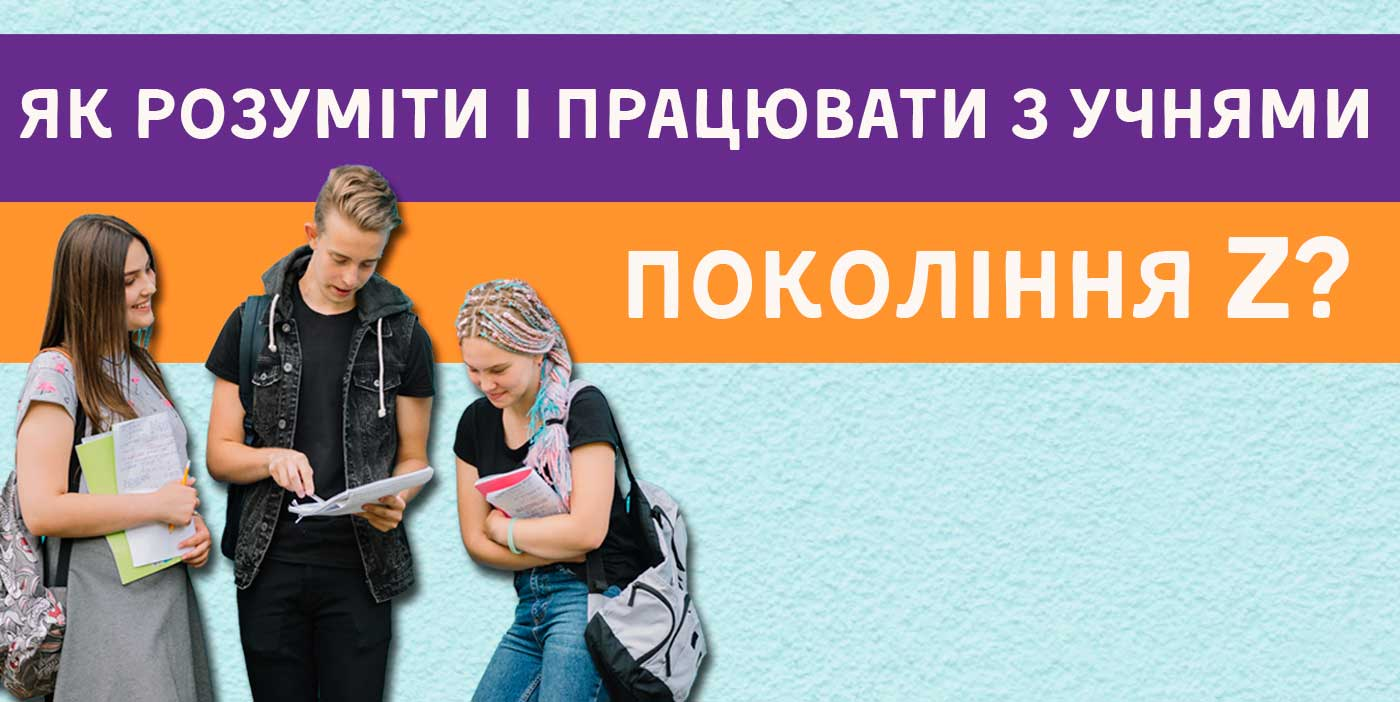 ЯК РОЗУМІТИ І ПРАЦЮВАТИ З УЧНЯМИ
ПОКОЛІННЯ Z?